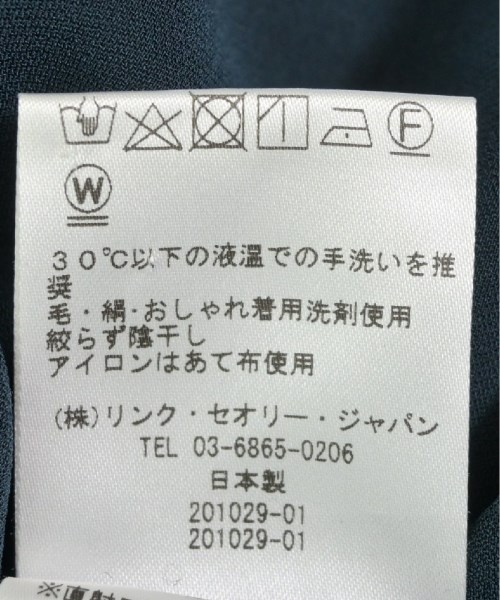 F
W
30℃以下の液温での手洗いを推
奨
毛・絹・おしゃれ着用洗剤使用
絞らず陰干し
アイロンはあて布使用
(株)リンク・セオリー・ジャパン
TEL 03-6865-0206
日本製
201029-01
201029-01